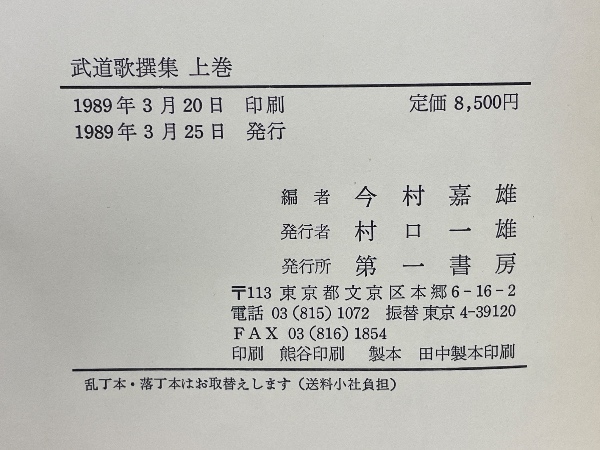 武道歌撰集 上巻
1989年3月20日 印刷 定価 8,500円
1989年3月25日 発行
編者 今村嘉雄
発行者 村口一雄
発行所 第一書房
〒113 東京都文京区本郷6-16-2
電話 03(815)1072 振替 東京4-39120
FAX 03(816)1854
印刷 熊谷印刷 製本 田中製本印刷
乱丁本・落丁本はお取替えします(送料小社負担)